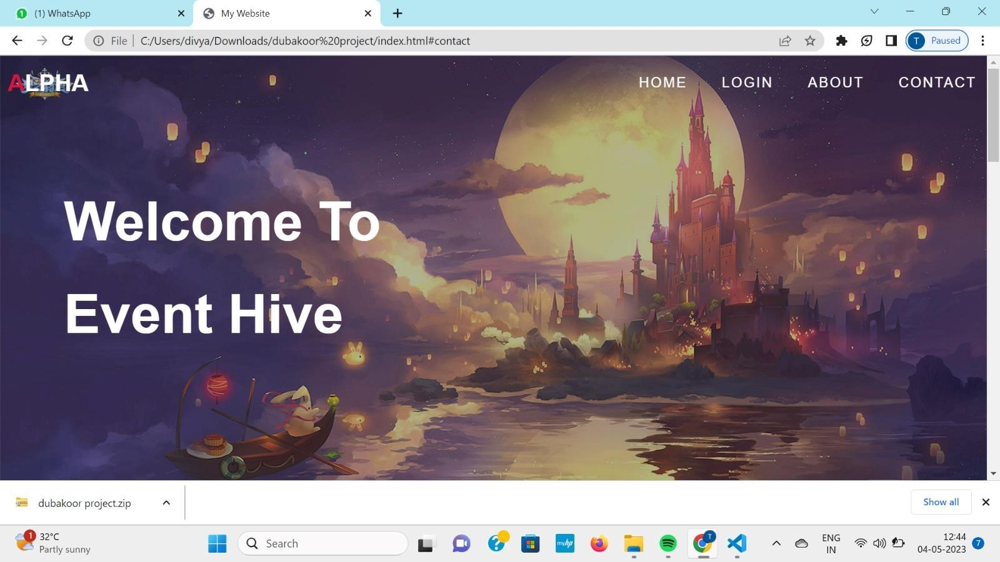 (1) WhatsApp
My Website
File
C:/Users/divya/Downloads/dubakoor%20project/index.html#contact
T
Paused
ALPHA
HOME
LOGIN
ABOUT
CONTACT
Welcome To
Event Hive
dubakoor project.zip
Show all
1
32°C
Partly sunny
Search
myhp
T
ENG
IN
12:44
04-05-2023
7